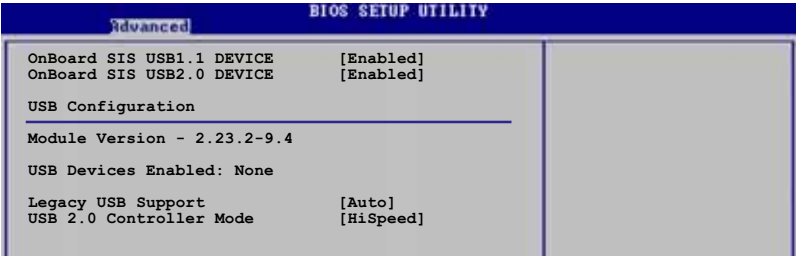 BIOS SETUP UTILITY
Advanced
OnBoard SIS USB1.1 DEVICE [Enabled]
OnBoard SIS USB2.0 DEVICE [Enabled]
USB Configuration
Module Version - 2.23.2-9.4
USB Devices Enabled: None
Legacy USB Support [Auto]
USB 2.0 Controller Mode [HiSpeed]